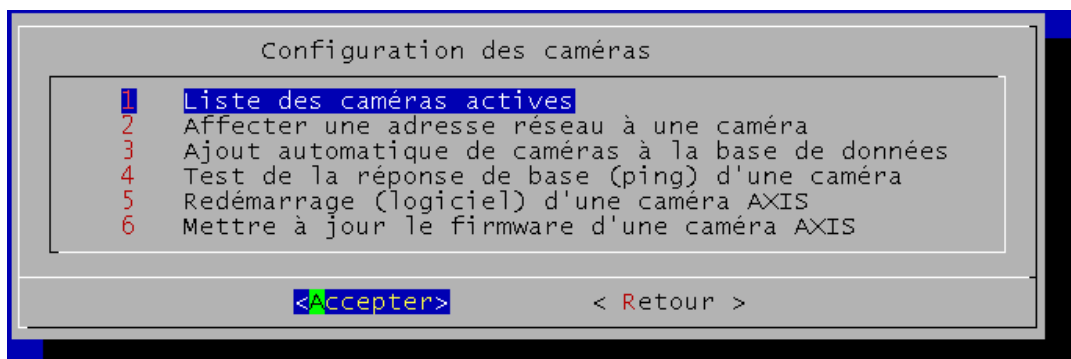 Configuration des caméras
1 Liste des caméras actives
2 Affecter une adresse réseau à une caméra
3 Ajout automatique de caméras à la base de données
4 Test de la réponse de base (ping) d'une caméra
5 Redémarrage (logiciel) d'une caméra AXIS
6 Mettre à jour le firmware d'une caméra AXIS
<Accepter> < Retour >